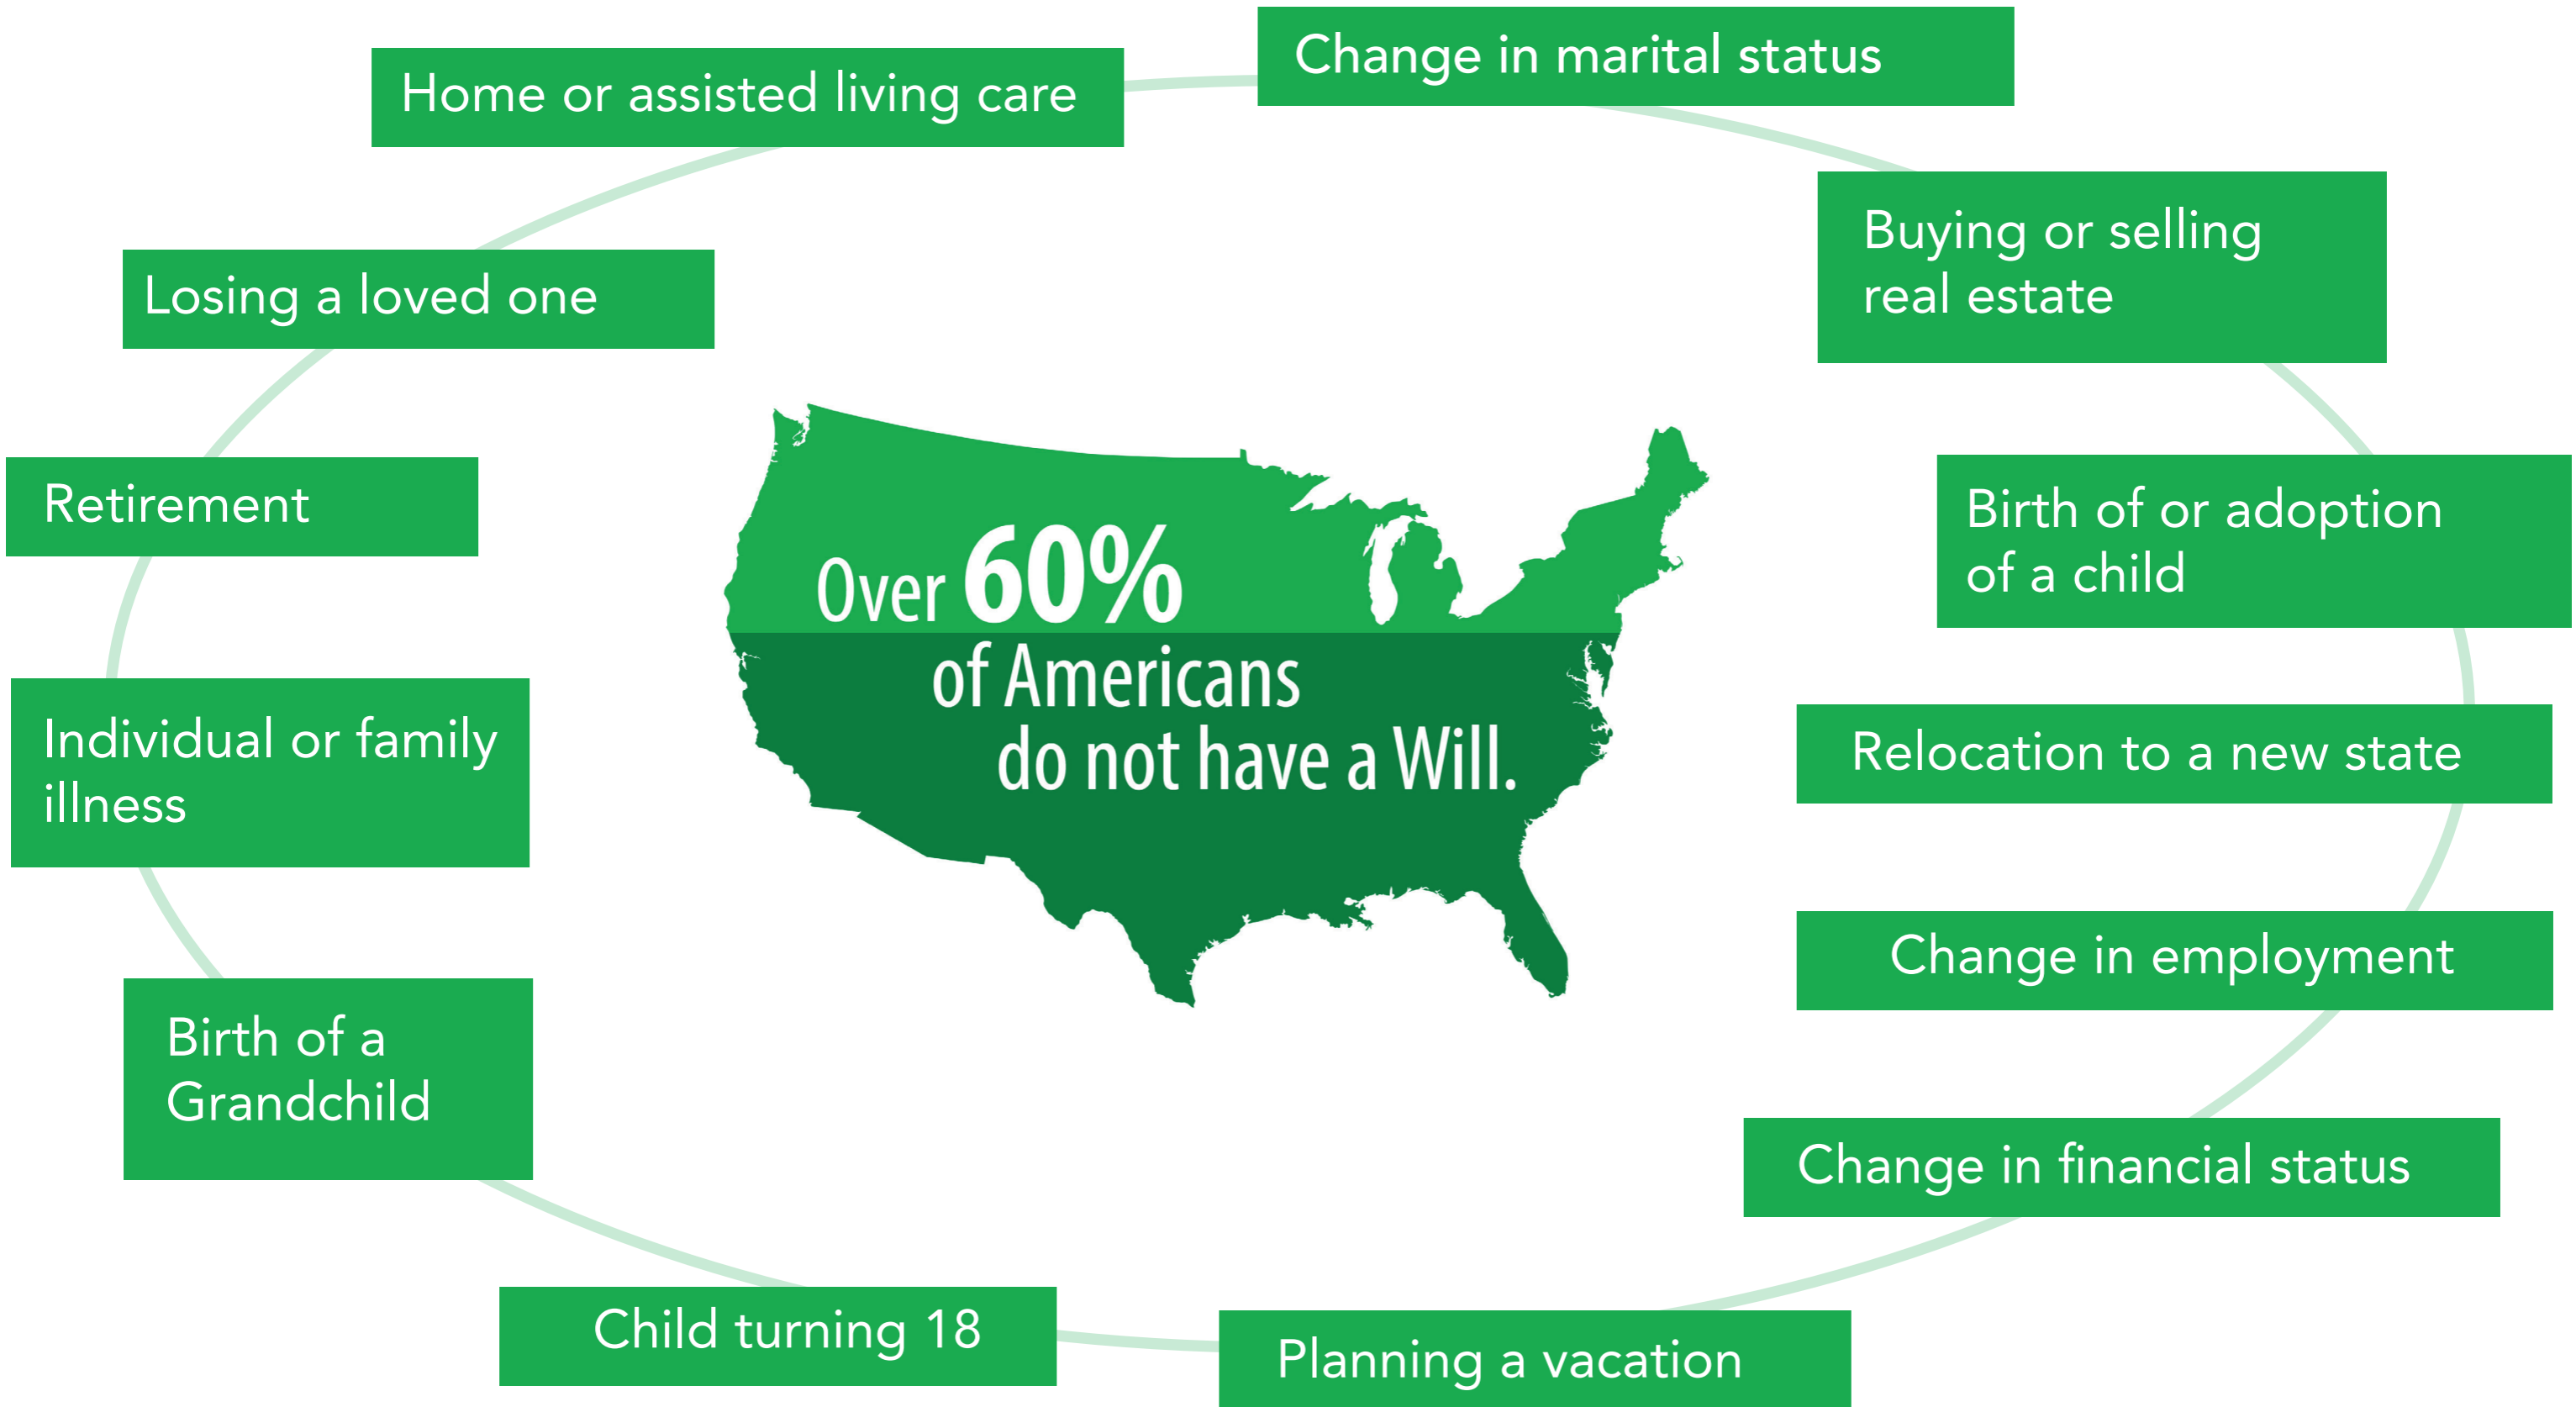 Change in marital status
Home or assisted living care
Buying or selling
real estate
Losing a loved one
Birth of or adoption
of a child
Retirement
Over 60%
of Americans
do not have a Will.
Relocation to a new state
Individual or family
illness
Change in employment
Birth of a
Grandchild
Change in financial status
Child turning 18
Planning a vacation